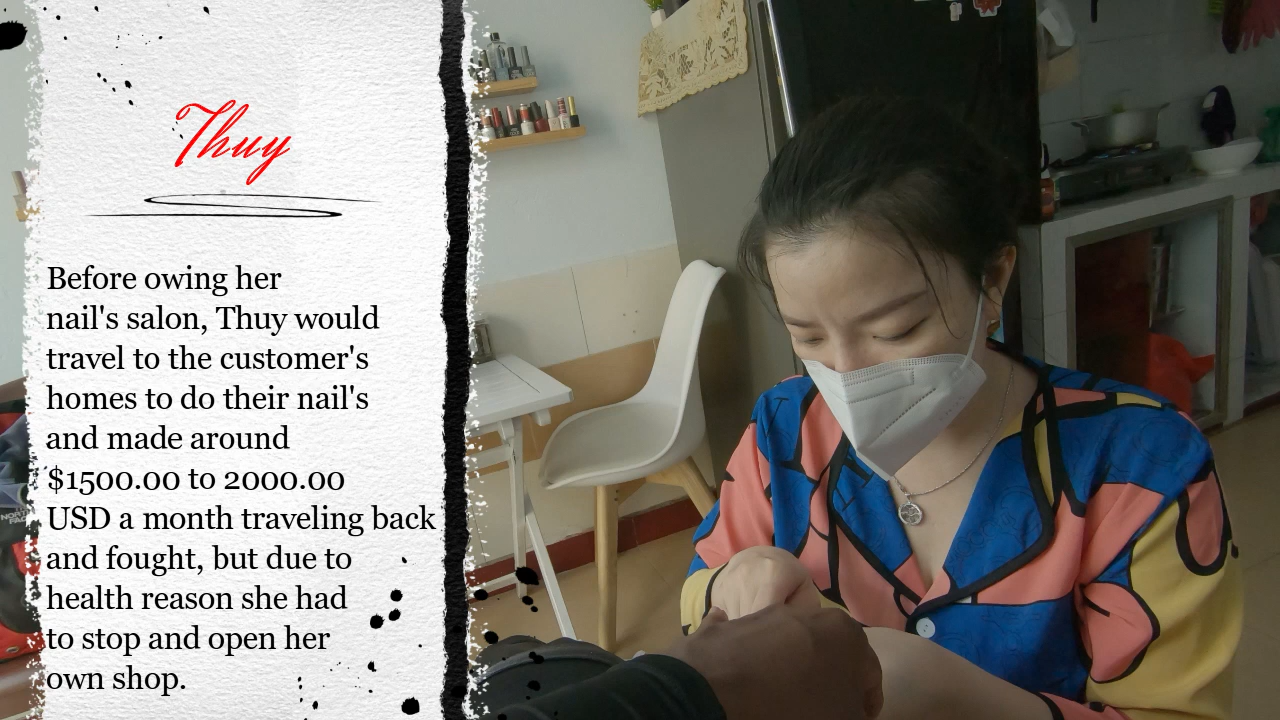 Thuy
Before owing her
nail's salon, Thuy would
travel to the customer's
homes to do their nail's
and made around
$1500.00 to 2000.00
USD a month traveling back
and fought, but due to
health reason she had
to stop and open her
own shop.